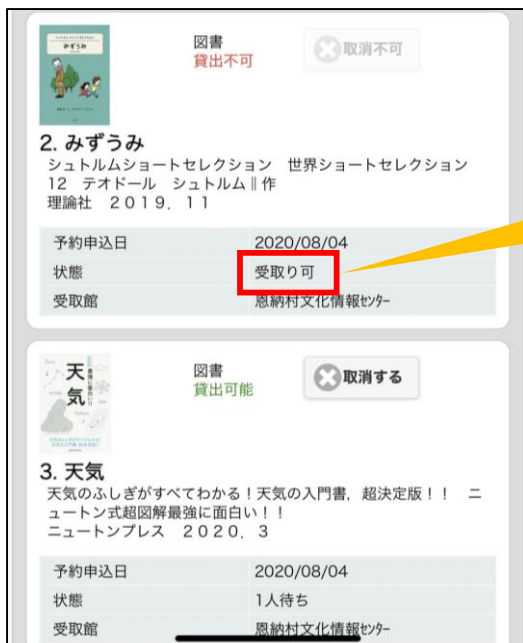 みずうみ
図書
貸出不可
取消不可
2. みずうみ
シュトルムショートセレクション 世界ショートセレクション
12 テオドール シュトルム‖作
理論社 2019．11
予約申込日 2020/08/04
状態 受取り可
受取館 恩納村文化情報ｾﾝﾀｰ
天
気
図書
貸出可能
取消する
3. 天気
天気のふしぎがすべてわかる！天気の入門書，超決定版！！ ニ
ュートン式超図解最強に面白い！！
ニュートンプレス 2020．3
予約申込日 2020/08/04
状態 1人待ち
受取館 恩納村文化情報ｾﾝﾀｰ